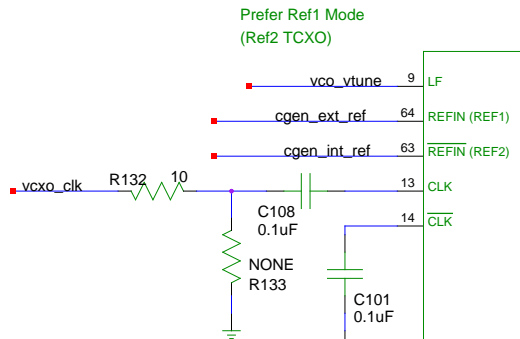 Prefer Ref1 Mode
(Ref2 TCXO)
vco_vtune 9 LF
cgen_ext_ref 64 REFIN (REF1)
cgen_int_ref 63 REFIN (REF2)
vcxo_clk R132 10 13 CLK
C108
0.1uF
14 CLK
NONE
R133
C101
0.1uF